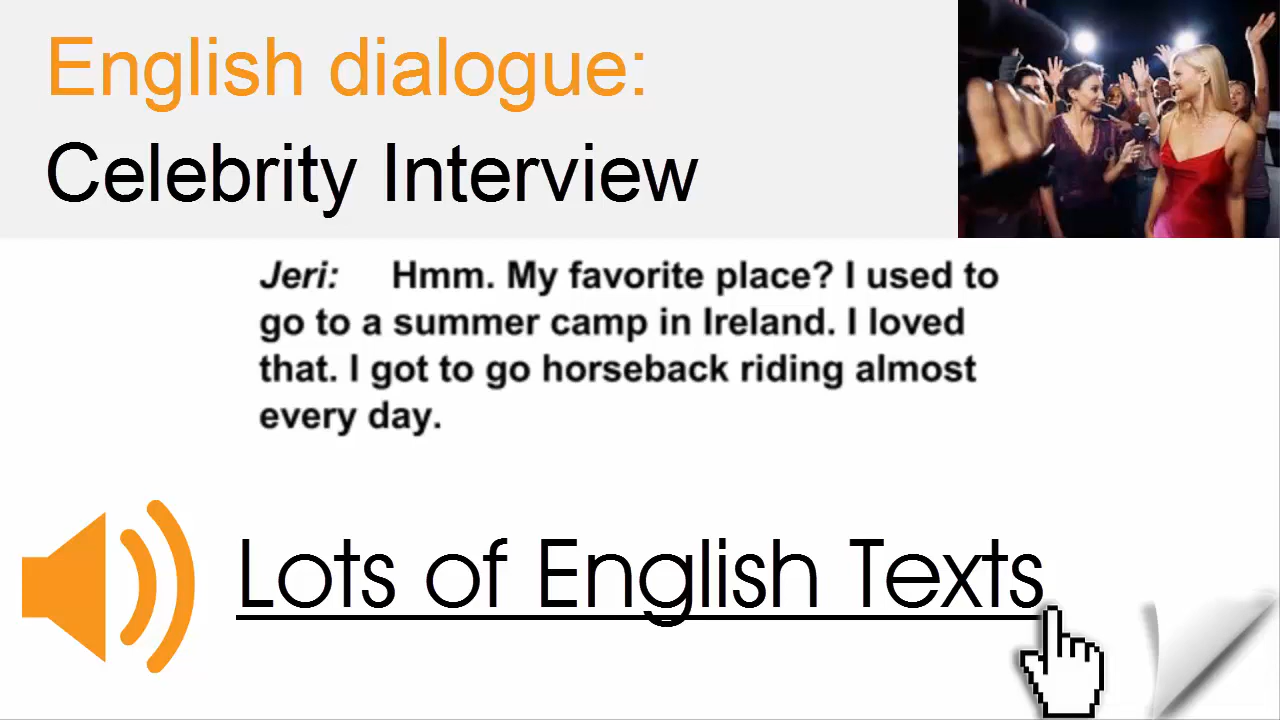 English dialogue:
Celebrity Interview
Jeri: Hmm. My favorite place? I used to
go to a summer camp in Ireland. I loved
that. I got to go horseback riding almost
every day.
Lots of English Texts